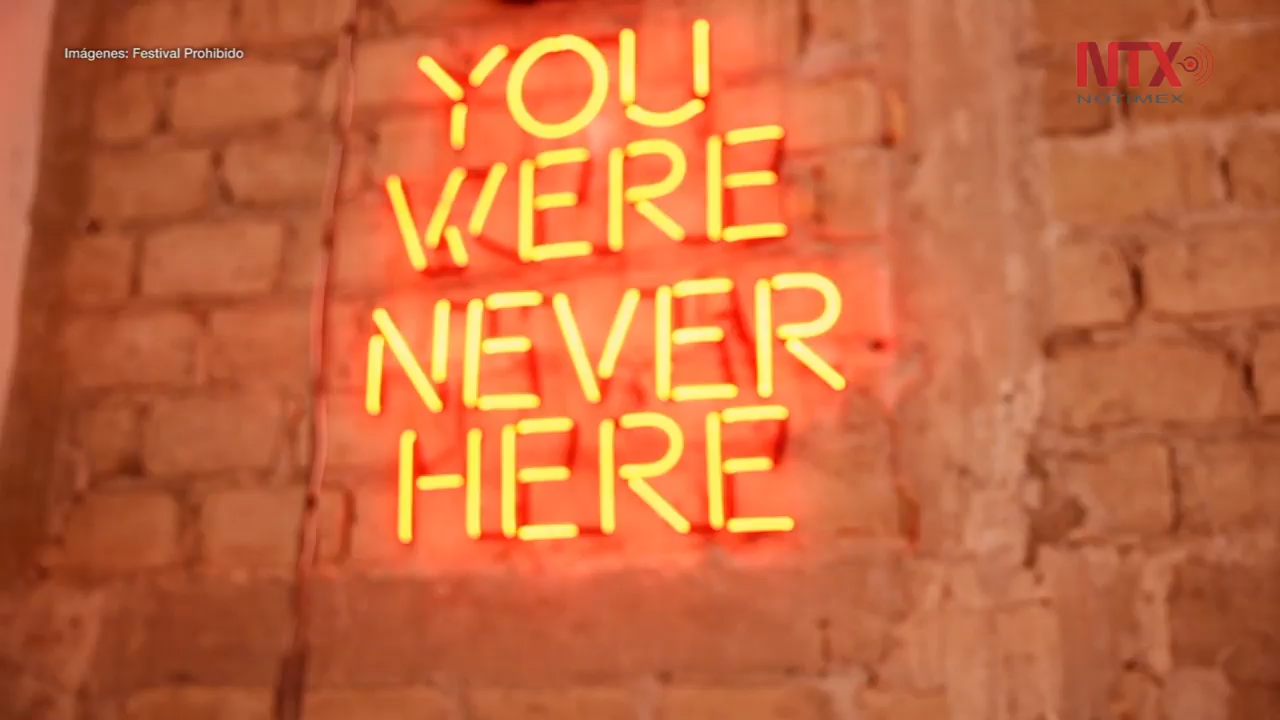 Imágenes: Festival Prohibido
NTX
NOTIMEX
YOU
WERE
NEVER
HERE